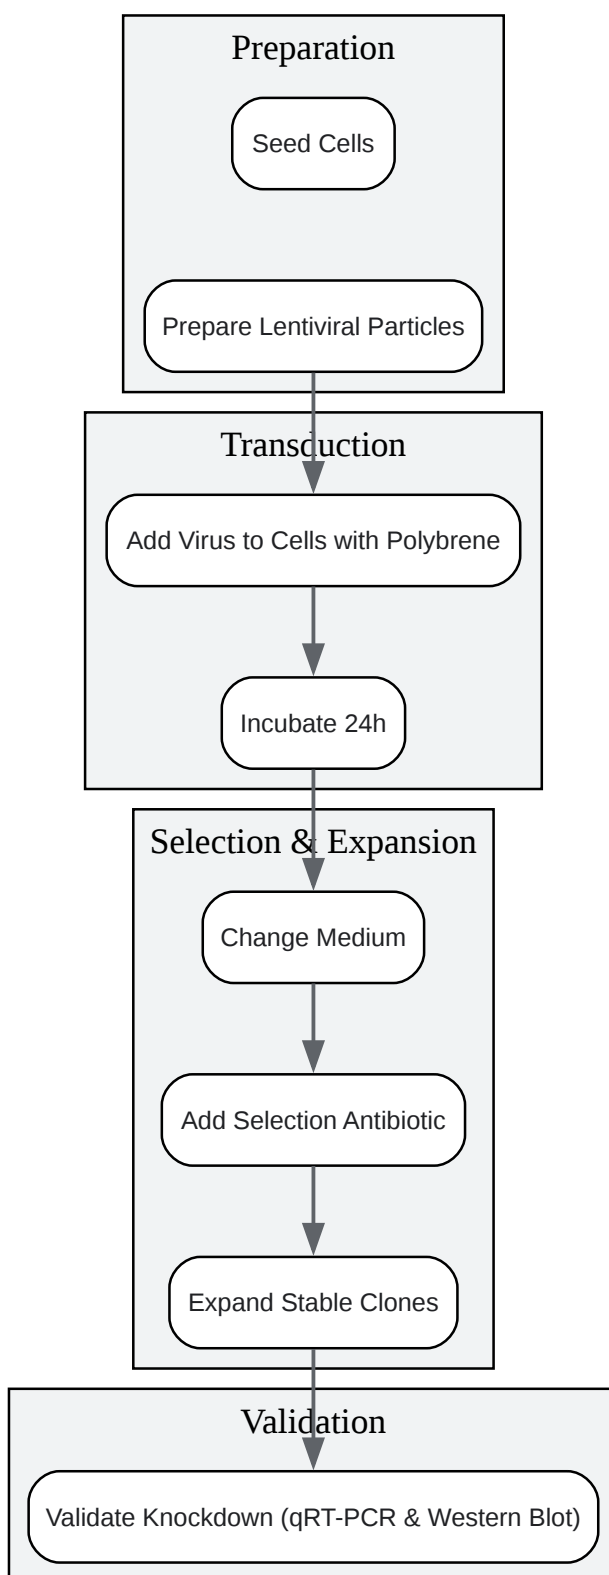 Preparation
Seed Cells
Prepare Lentiviral Particles
Transduction
Add Virus to Cells with Polybrene
Incubate 24h
Selection & Expansion
Change Medium
Add Selection Antibiotic
Expand Stable Clones
Validation
Validate Knockdown (qRT-PCR & Western Blot)